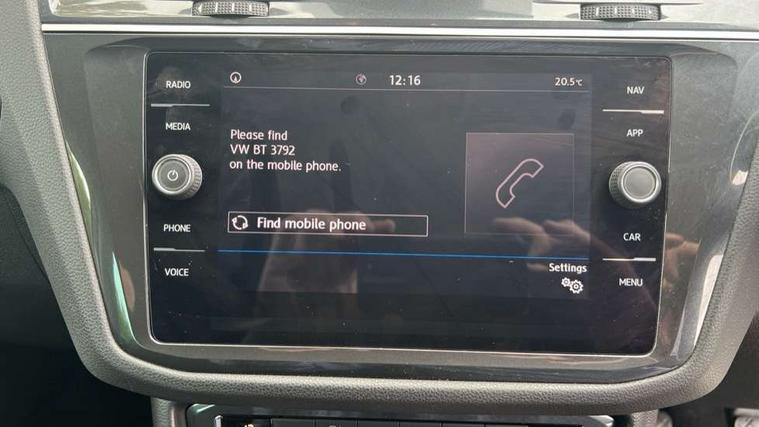 RADIO
MEDIA
PHONE
VOICE
12:16
20.5°C
Please find
VW BT 3792
on the mobile phone.
Find mobile phone
Settings
NAV
APP
CAR
MENU